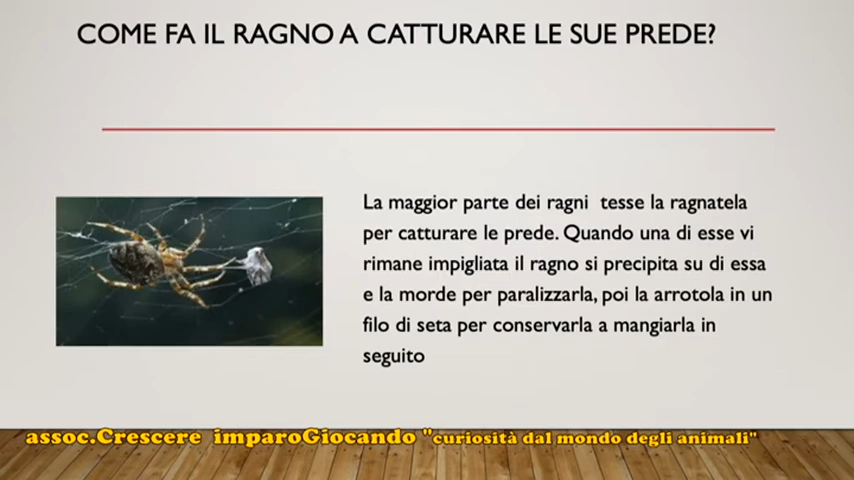 COME FA IL RAGNO A CATTURARE LE SUE PREDE?
La maggior parte dei ragni tesse la ragnatela
per catturare le prede. Quando una di esse vi
rimane impigliata il ragno si precipita su di essa
e la morde per paralizzarla, poi la arrotola in un
filo di seta per conservarla a mangiarla in
seguito
assoc.Crescere imparoGiocando "curiosità dal mondo degli animali"